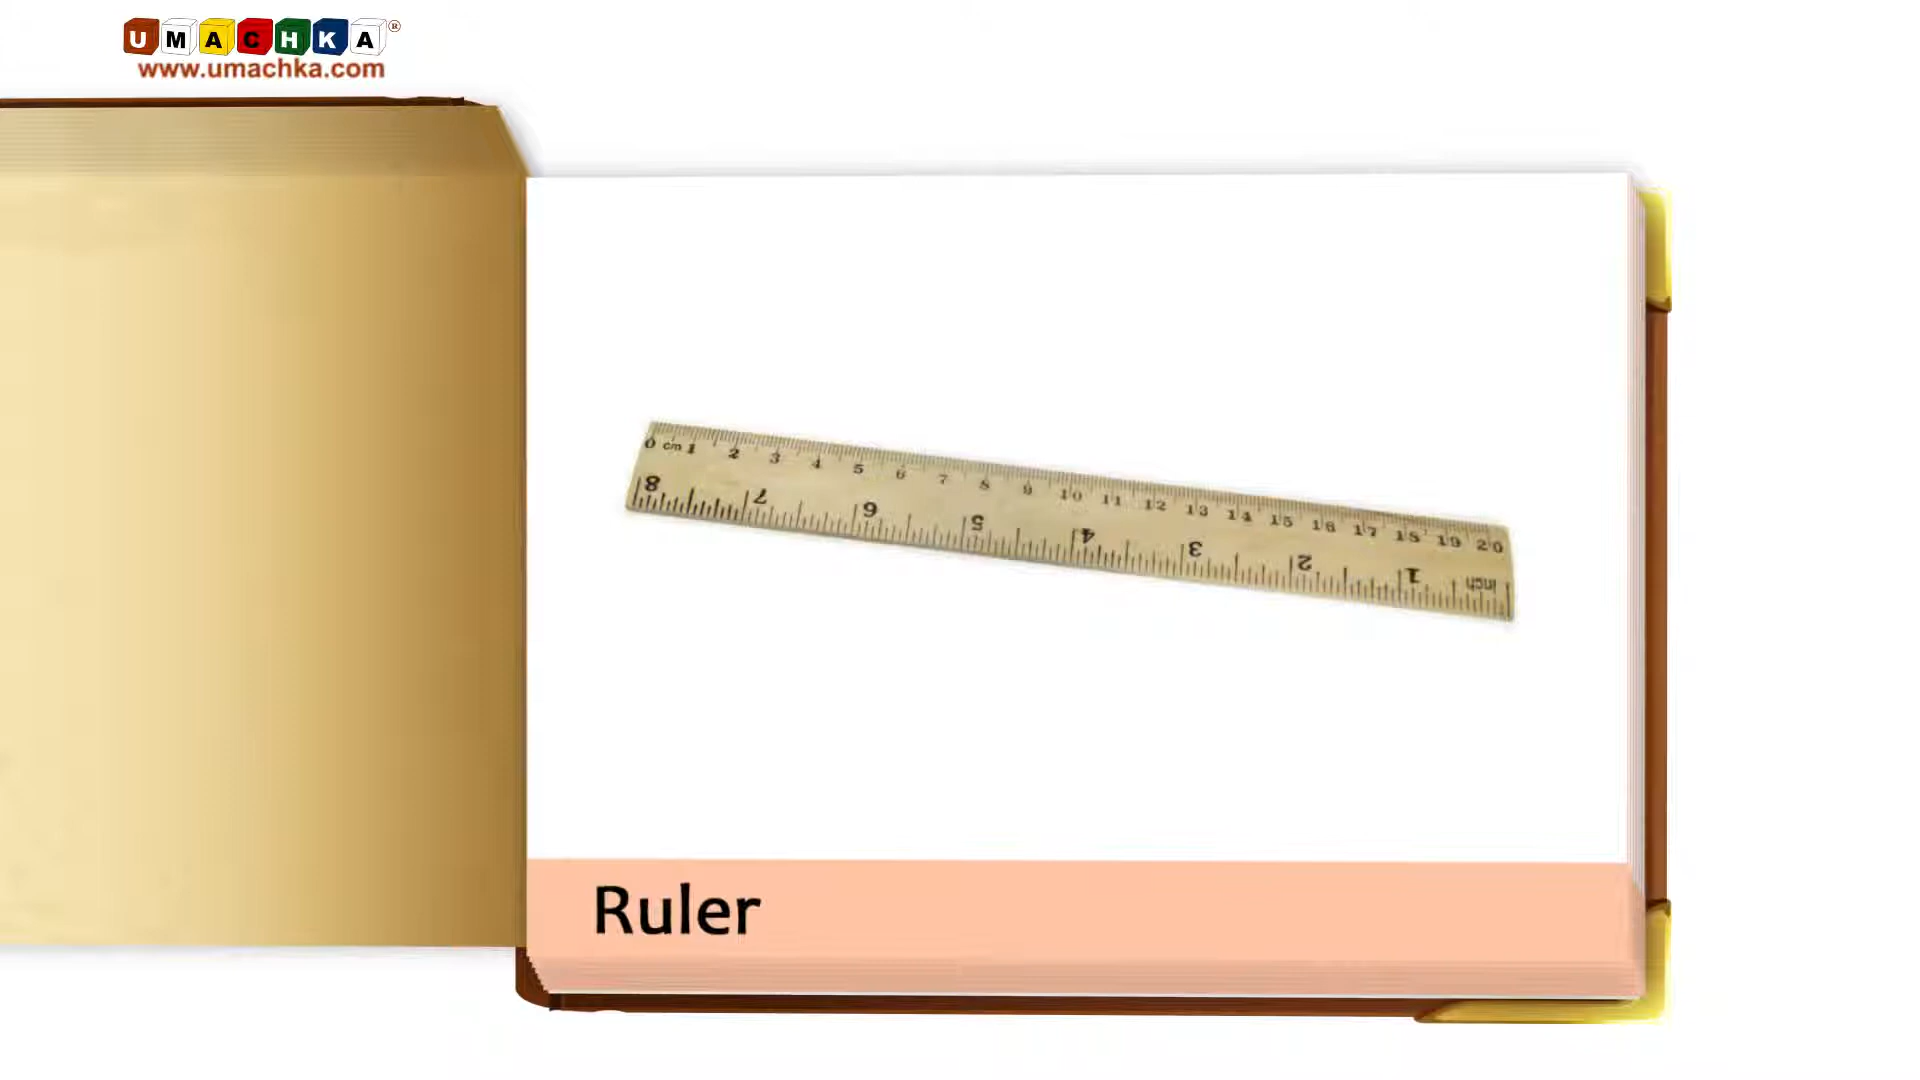 UMACHKA®
www.umachka.com
0 cm 1 2 3 4 5 6 7 8 9 10 11 12 13 14 15 16 17 18 19 20
8 7 6 5 4 3 2 1 inch
Ruler